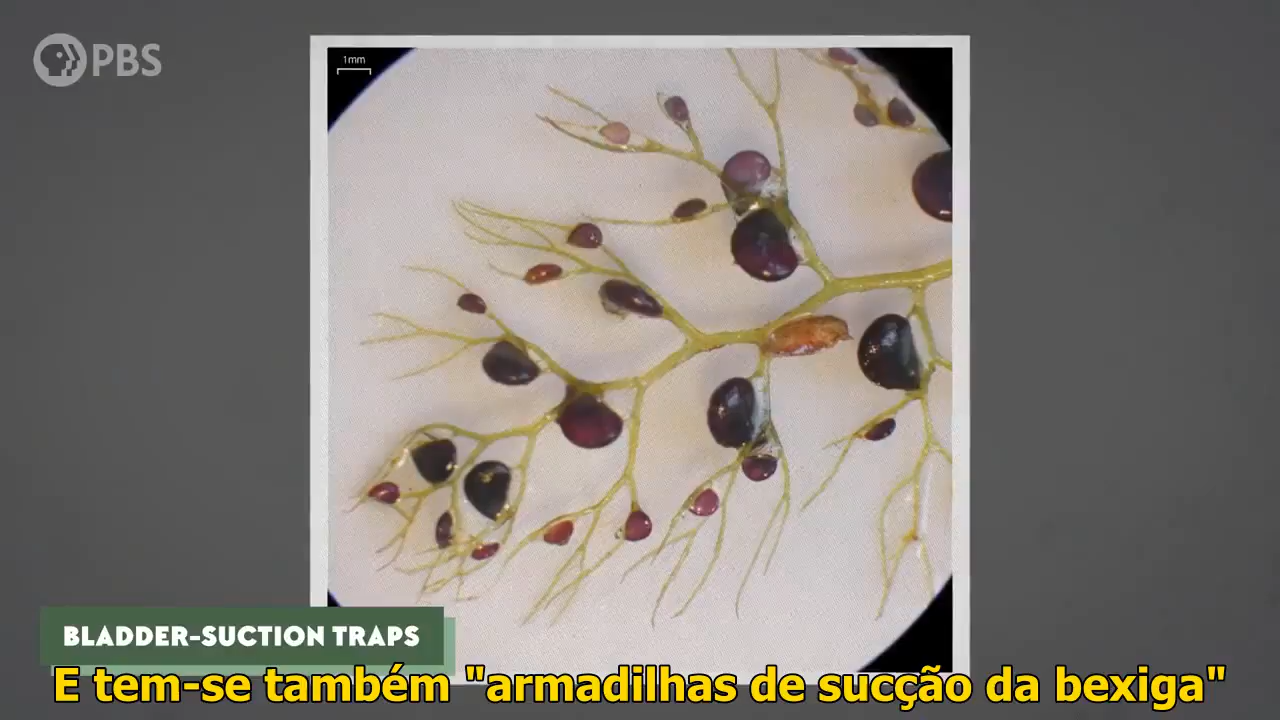 PBS
1mm
BLADDER-SUCTION TRAPS
E tem-se também "armadilhas de sucção da bexiga"